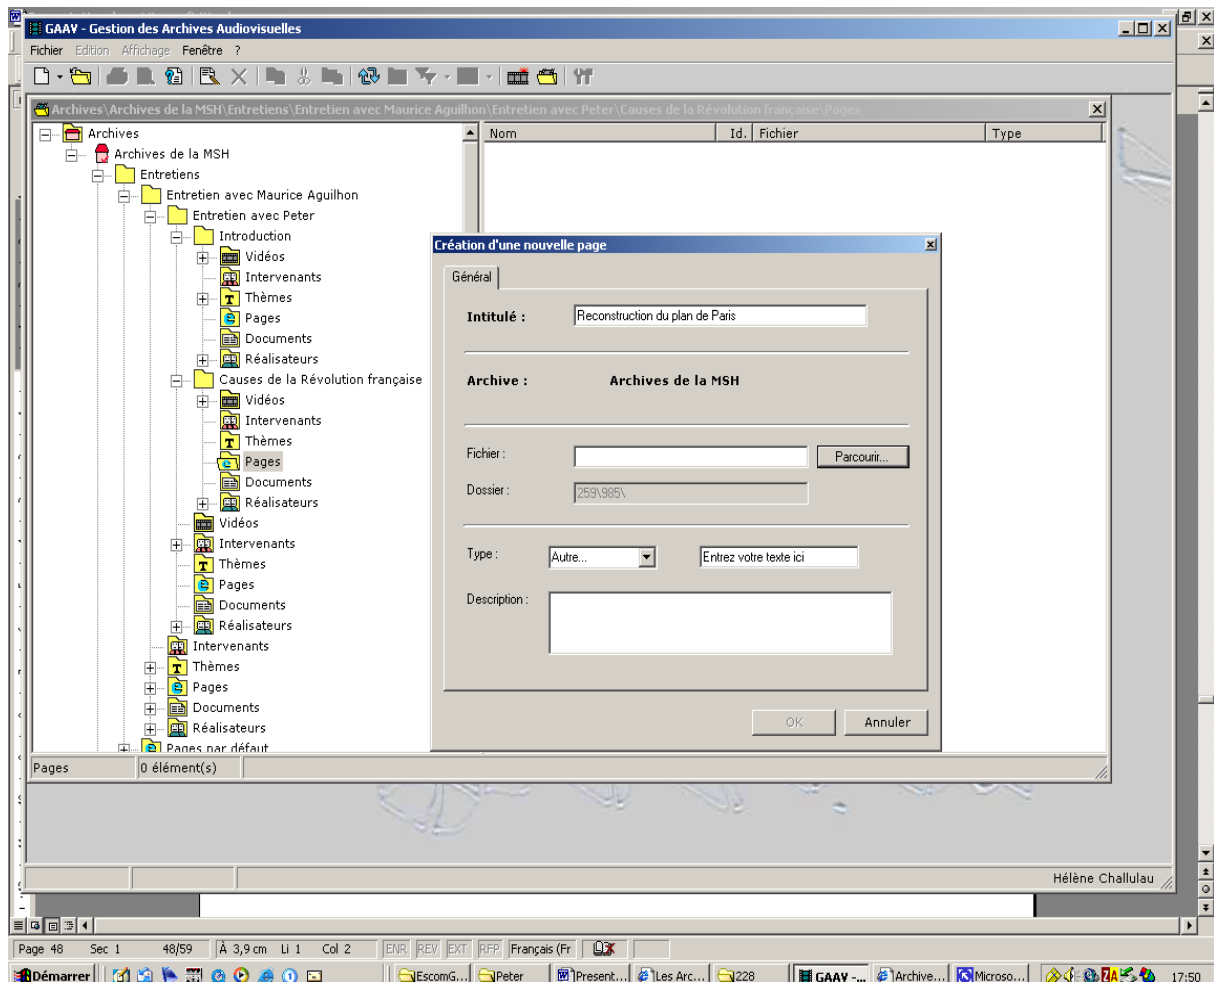 GAAV - Gestion des Archives Audiovisuelles
Fichier Edition Affichage Fenêtre ?
Archives\Archives de la MSH\Entretiens\Entretien avec Maurice Aguilhon\Entretien avec Peter\Causes de la Révolution française\Pages
Archives
Archives de la MSH
Entretiens
Entretien avec Maurice Aguilhon
Entretien avec Peter
Introduction
Vidéos
Intervenants
Thèmes
Pages
Documents
Réalisateurs
Causes de la Révolution française
Vidéos
Intervenants
Thèmes
Pages
Documents
Réalisateurs
Vidéos
Intervenants
Thèmes
Pages
Documents
Réalisateurs
Intervenants
Thèmes
Pages
Documents
Réalisateurs
Pages par défaut
Nom Id. Fichier Type
Création d'une nouvelle page
Général
Intitulé : Reconstruction du plan de Paris
Archive : Archives de la MSH
Fichier : Parcourir...
Dossier : 259\985\
Type : Autre... Entrez votre texte ici
Description :
OK Annuler
Pages 0 élément(s)
Hélène Challulau
Page 48 Sec 1 48/59 À 3,9 cm Li 1 Col 2 ENR REV EXT RFP Français (Fr
Démarrer EscomG... Peter Present... Les Arc... 228 GAAV -... Archive... Microso... 17:50